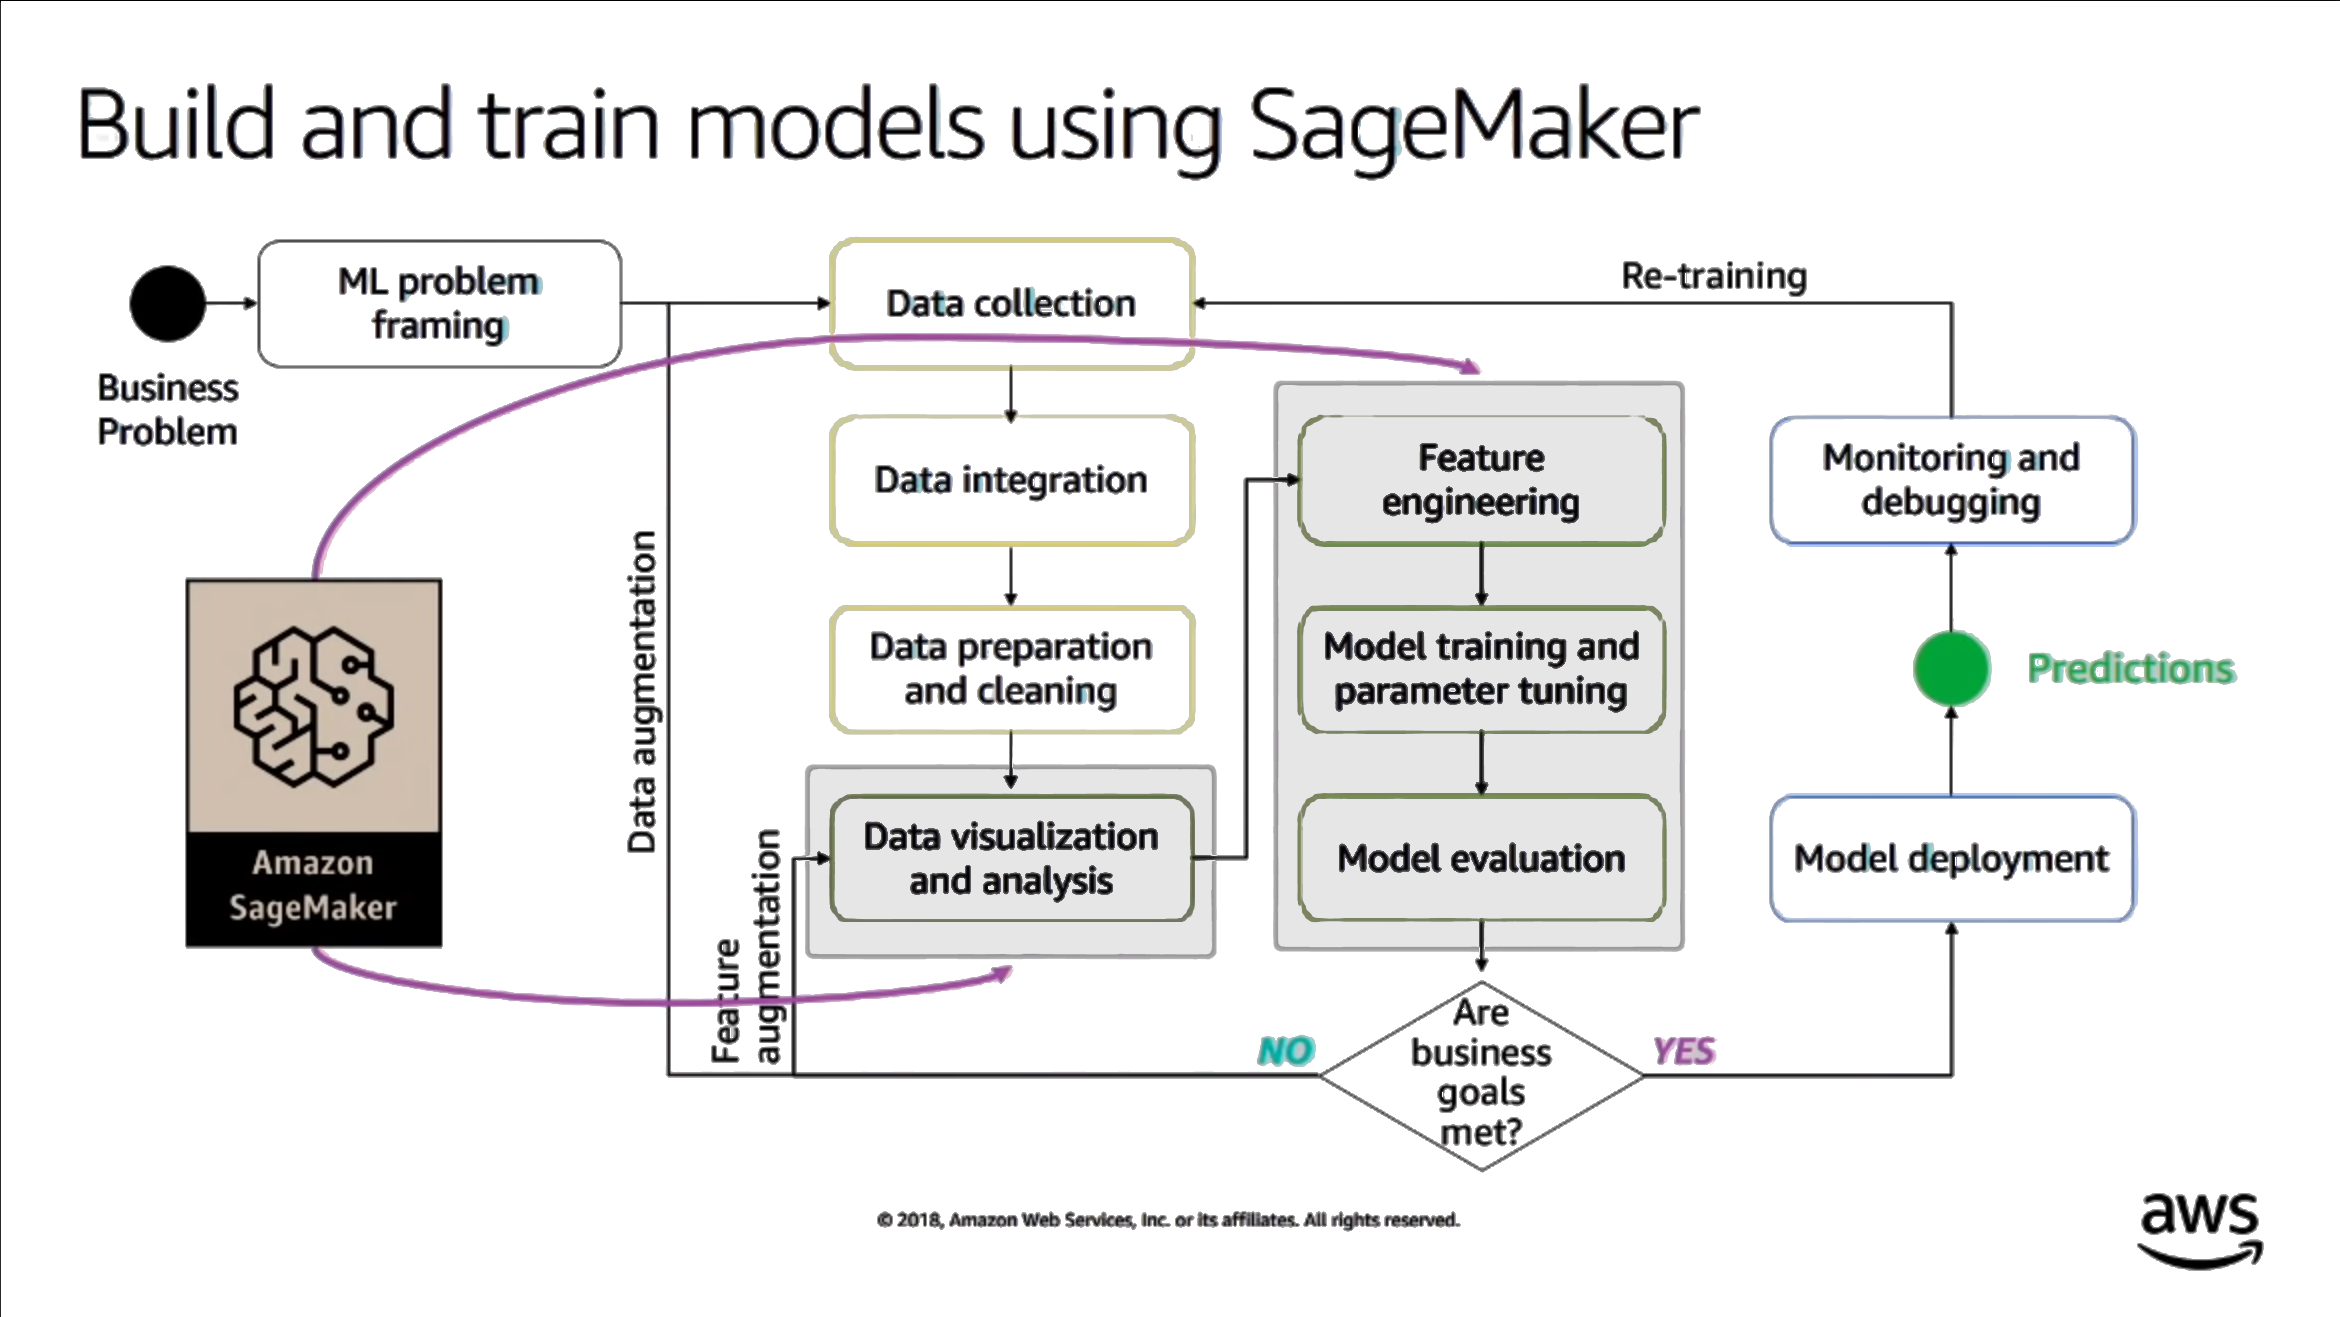 Build and train models using SageMaker
ML problem
framing
Business
Problem
Data collection
Re-training
Data integration
Feature
engineering
Monitoring and
debugging
Data augmentation
Data preparation
and cleaning
Model training and
parameter tuning
Predictions
Amazon
SageMaker
Feature
augmentation
Data visualization
and analysis
Model evaluation
Model deployment
NO
Are
business
goals
met?
YES
© 2018, Amazon Web Services, Inc. or its affiliates. All rights reserved.
aws